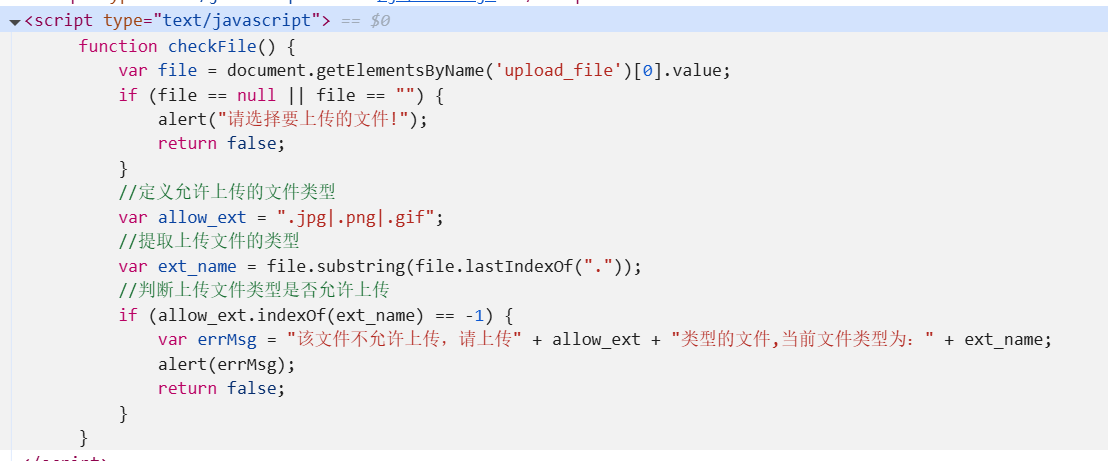 <script type="text/javascript"> == $0
function checkFile() {
var file = document.getElementsByName('upload_file')[0].value;
if (file == null || file == "") {
alert("请选择要上传的文件!");
return false;
}
//定义允许上传的文件类型
var allow_ext = ".jpg|.png|.gif";
//提取上传文件的类型
var ext_name = file.substring(file.lastIndexOf("."));
//判断上传文件类型是否允许上传
if (allow_ext.indexOf(ext_name) == -1) {
var errMsg = "该文件不允许上传，请上传" + allow_ext + "类型的文件,当前文件类型为：" + ext_name;
alert(errMsg);
return false;
}
}